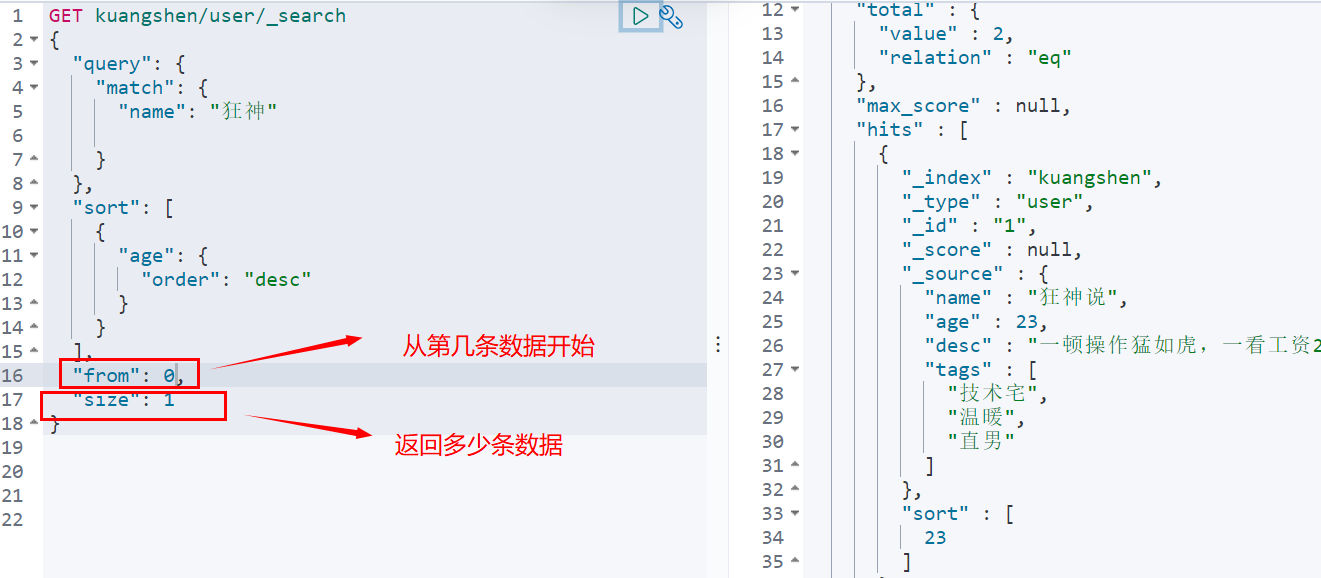 1 GET kuangshen/user/_search
2 {
3 "query": {
4 "match": {
5 "name": "狂神"
6
7 }
8 },
9 "sort": [
10 {
11 "age": {
12 "order": "desc"
13 }
14 }
15 ],
16 "from": 0,
17 "size": 1
18 }
19
20
21
22
从第几条数据开始
返回多少条数据
12 "total" : {
13 "value" : 2,
14 "relation" : "eq"
15 },
16 "max_score" : null,
17 "hits" : [
18 {
19 "_index" : "kuangshen",
20 "_type" : "user",
21 "_id" : "1",
22 "_score" : null,
23 "_source" : {
24 "name" : "狂神说",
25 "age" : 23,
26 "desc" : "一顿操作猛如虎，一看工资2
27 "tags" : [
28 "技术宅",
29 "温暖",
30 "直男"
31 ]
32 },
33 "sort" : [
34 23
35 ]